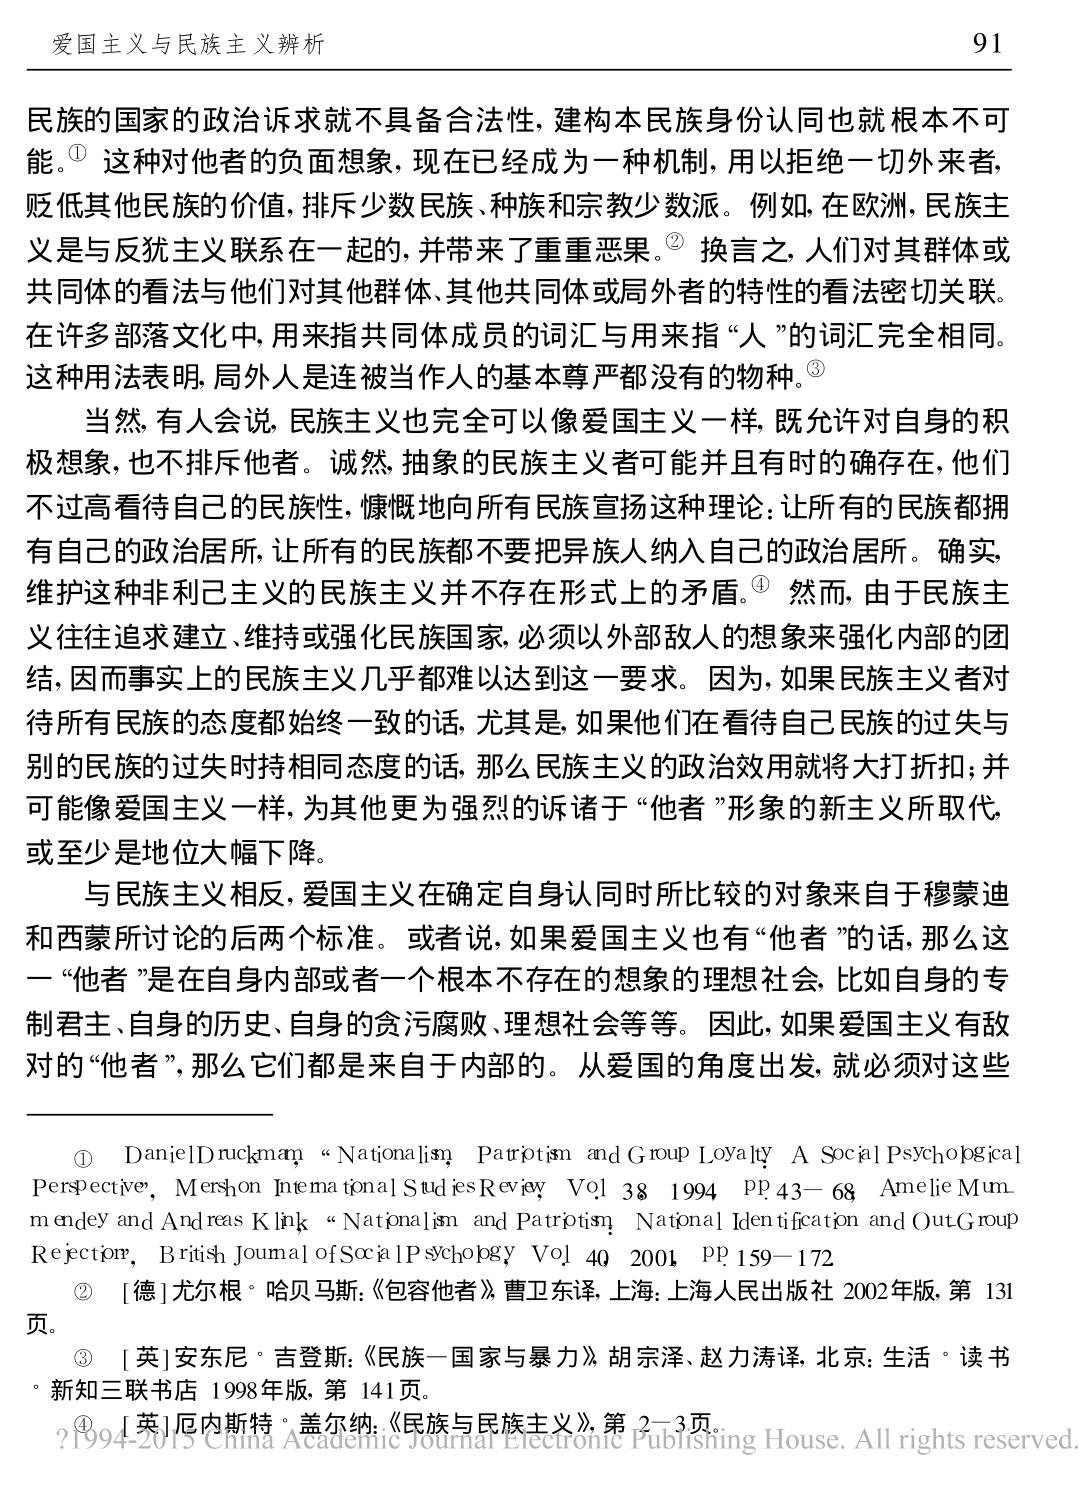 爱国主义与民族主义辨析 91
民族的国家的政治诉求就不具备合法性,建构本民族身份认同也就根本不可
能。① 这种对他者的负面想象,现在已经成为一种机制,用以拒绝一切外来者,
贬低其他民族的价值,排斥少数民族、种族和宗教少数派。例如,在欧洲,民族主
义是与反犹主义联系在一起的,并带来了重重恶果。② 换言之,人们对其群体或
共同体的看法与他们对其他群体、其他共同体或局外者的特性的看法密切关联。
在许多部落文化中,用来指共同体成员的词汇与用来指“人”的词汇完全相同。
这种用法表明,局外人是连被当作人的基本尊严都没有的物种。③
当然,有人会说,民族主义也完全可以像爱国主义一样,既允许对自身的积
极想象,也不排斥他者。诚然,抽象的民族主义者可能并且有时的确存在,他们
不过高看待自己的民族性,慷慨地向所有民族宣扬这种理论:让所有的民族都拥
有自己的政治居所,让所有的民族都不要把异族人纳入自己的政治居所。确实,
维护这种非利己主义的民族主义并不存在形式上的矛盾。④ 然而,由于民族主
义往往追求建立、维持或强化民族国家,必须以外部敌人的想象来强化内部的团
结,因而事实上的民族主义几乎都难以达到这一要求。因为,如果民族主义者对
待所有民族的态度都始终一致的话,尤其是,如果他们在看待自己民族的过失与
别的民族的过失时持相同态度的话,那么民族主义的政治效用就将大打折扣;并
可能像爱国主义一样,为其他更为强烈的诉诸于“他者”形象的新主义所取代,
或至少是地位大幅下降。
与民族主义相反,爱国主义在确定自身认同时所比较的对象来自于穆蒙迪
和西蒙所讨论的后两个标准。或者说,如果爱国主义也有“他者”的话,那么这
一“他者”是在自身内部或者一个根本不存在的想象的理想社会,比如自身的专
制君主、自身的历史、自身的贪污腐败、理想社会等等。因此,如果爱国主义有敌
对的“他者”,那么它们都是来自于内部的。从爱国的角度出发,就必须对这些
① Daniel Druckmam, “Nationalism, Patriotism and Group Loyalty: A Social Psychological
Perspective”, Mershon International Studies Review, Vol. 38, 1994, pp. 43—68; Amelie Mum-
mendey and Andreas Klink, “Nationalism and Patriotism: National Identification and Out-Group
Rejection”, British Journal of Social Psychology, Vol. 40, 2001, pp. 159—172.
② [德]尤尔根°哈贝马斯:《包容他者》,曹卫东译,上海:上海人民出版社 2002年版,第 131
页。
③ [英]安东尼°吉登斯:《民族—国家与暴力》,胡宗泽、赵力涛译,北京:生活°读书
°新知三联书店 1998年版,第 141页。
④ [英]厄内斯特°盖尔纳:《民族与民族主义》,第 2—3页。
?1994-2015 China Academic Journal Electronic Publishing House. All rights reserved.